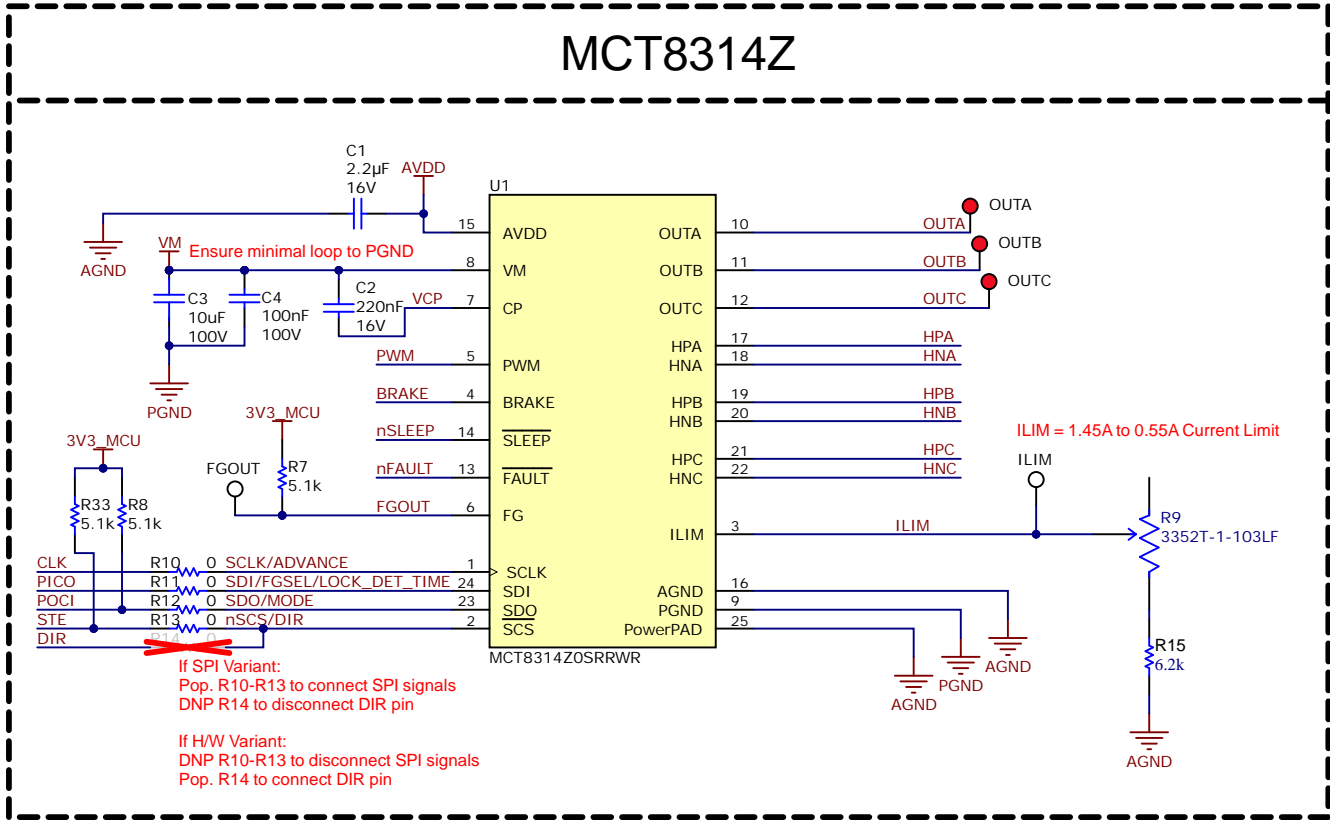 MCT8314Z
C1
2.2µF
16V
AVDD
AGND
VM
Ensure minimal loop to PGND
C3
10uF
100V
C4
100nF
100V
C2
220nF
16V
VCP
PGND
PWM
BRAKE
nSLEEP
nFAULT
FGOUT
3V3_MCU
R7
5.1k
FGOUT
3V3_MCU
R33
5.1k
R8
5.1k
CLK R10 0 SCLK/ADVANCE
PICO R11 0 SDI/FGSEL/LOCK_DET_TIME
POCI R12 0 SDO/MODE
STE R13 0 nSCS/DIR
DIR R14 0
If SPI Variant:
Pop. R10-R13 to connect SPI signals
DNP R14 to disconnect DIR pin
If H/W Variant:
DNP R10-R13 to disconnect SPI signals
Pop. R14 to connect DIR pin
U1
15 AVDD
8 VM
7 CP
5 PWM
4 BRAKE
14 SLEEP
13 FAULT
6 FG
1 SCLK
24 SDI
23 SDO
2 SCS
MCT8314Z0SRRWR
OUTA 10 OUTA
OUTB 11 OUTB
OUTC 12 OUTC
HPA 17 HPA
HNA 18 HNA
HPB 19 HPB
HNB 20 HNB
HPC 21 HPC
HNC 22 HNC
ILIM 3 ILIM
AGND 16
PGND 9
PowerPAD 25
OUTA
OUTB
OUTC
ILIM = 1.45A to 0.55A Current Limit
ILIM
R9
3352T-1-103LF
R15
6.2k
AGND
AGND
PGND
AGND